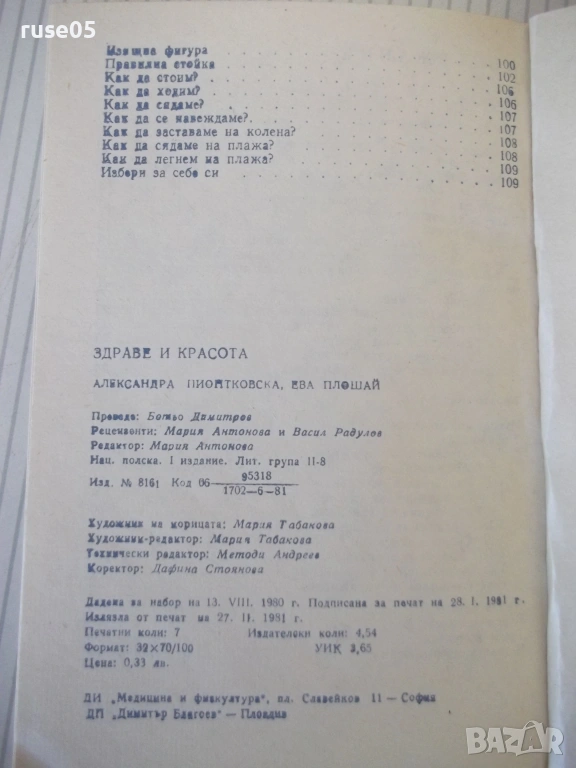 ruse05
Изящна фигура
Правилна стойка . . . 100
Как да стоим? . . . 102
Как да ходим? . . . 106
Как да сядаме? . . . 106
Как да се навеждаме? . . . 107
Как да заставаме на колена? . . . 107
Как да сядаме на плажа? . . . 108
Как да легнем на плажа? . . . 108
Избери за себе си . . . 109
109
ЗДРАВЕ И КРАСОТА
АЛЕКСАНДРА ПИОНТКОВСКА, ЕВА ПЛОШАЙ
Преведе: Ботьо Димитров
Рецензенти: Мария Антонова и Васил Радулов
Редактор: Мария Антонова
Нац. полска. I издание. Лит. група II-8
Изд. № 8161 Код 06 95318
1702—6—81
Художник на корицата: Мария Табакова
Художник-редактор: Мария Табакова
Технически редактор: Методи Андреев
Коректор: Дафина Стоянова
Дадена за набор на 13. VIII. 1980 г. Подписана за печат на 28. I. 1981 г.
Излязла от печат на 27. II. 1981 г.
Печатни коли: 7 Издателски коли: 4,54
Формат: 32×70/100 УИК 3,65
Цена: 0,33 лв.
ДИ „Медицина и физкултура", пл. Славейков 11 — София
ДП „Димитър Благоев" — Пловдив
BAZAR